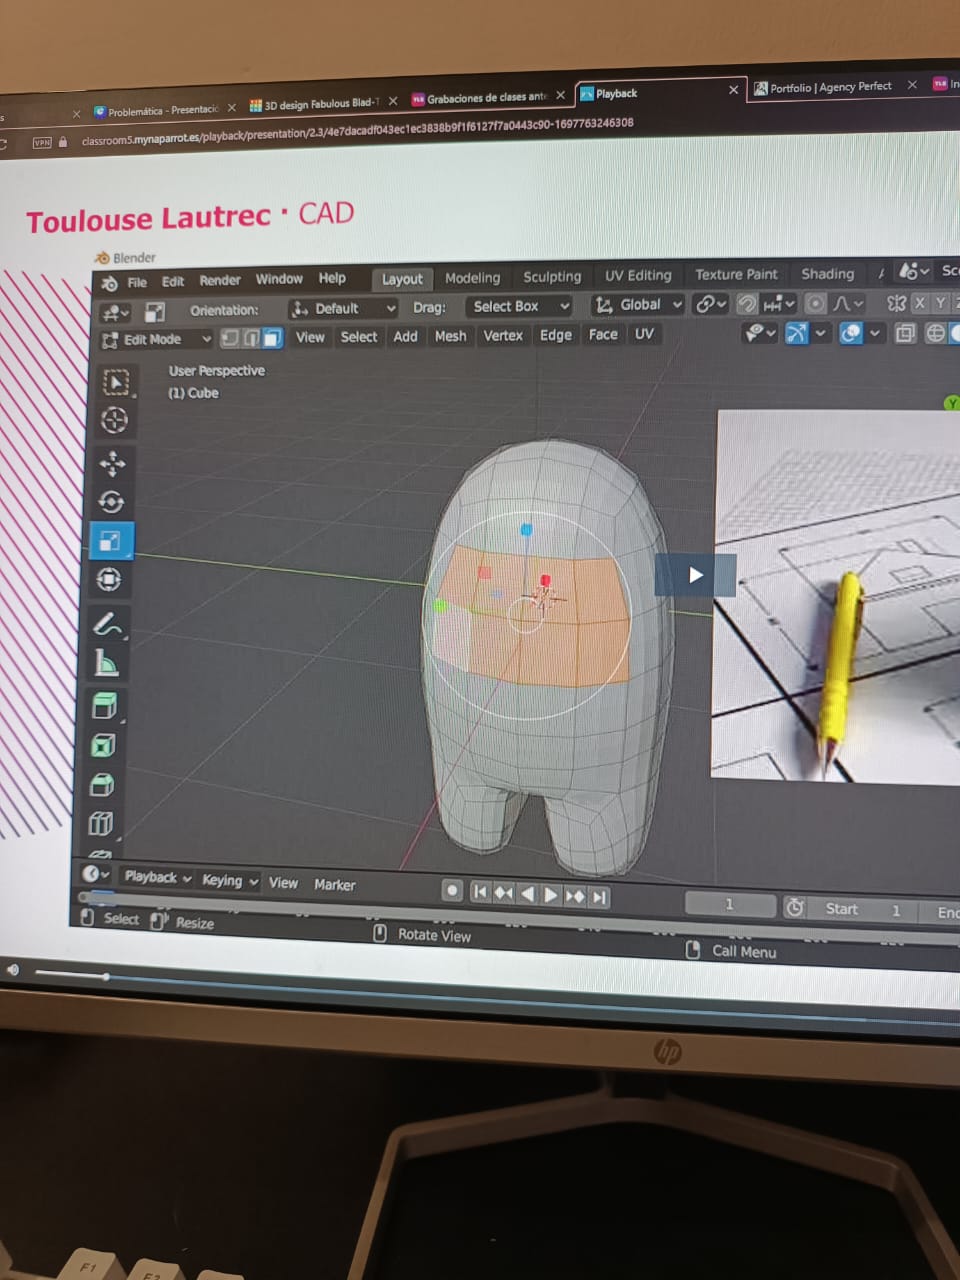 Problemática - Presentació
3D design Fabulous Blad-T
Grabaciones de clases ante
Playback
Portfolio | Agency Perfect
VPN
classroom5.mynaparrot.es/playback/presentation/2.3/4e7dacadf043ec1ec3838b9f1f6127f7a0443c90-1697763246308
Toulouse Lautrec · CAD
Blender
File Edit Render Window Help Layout Modeling Sculpting UV Editing Texture Paint Shading
Orientation: Default Drag: Select Box Global X Y
Edit Mode View Select Add Mesh Vertex Edge Face UV
User Perspective
(1) Cube
Y
Playback Keying View Marker
1 Start 1 End
Select Resize Rotate View Call Menu
hp
F1
F2